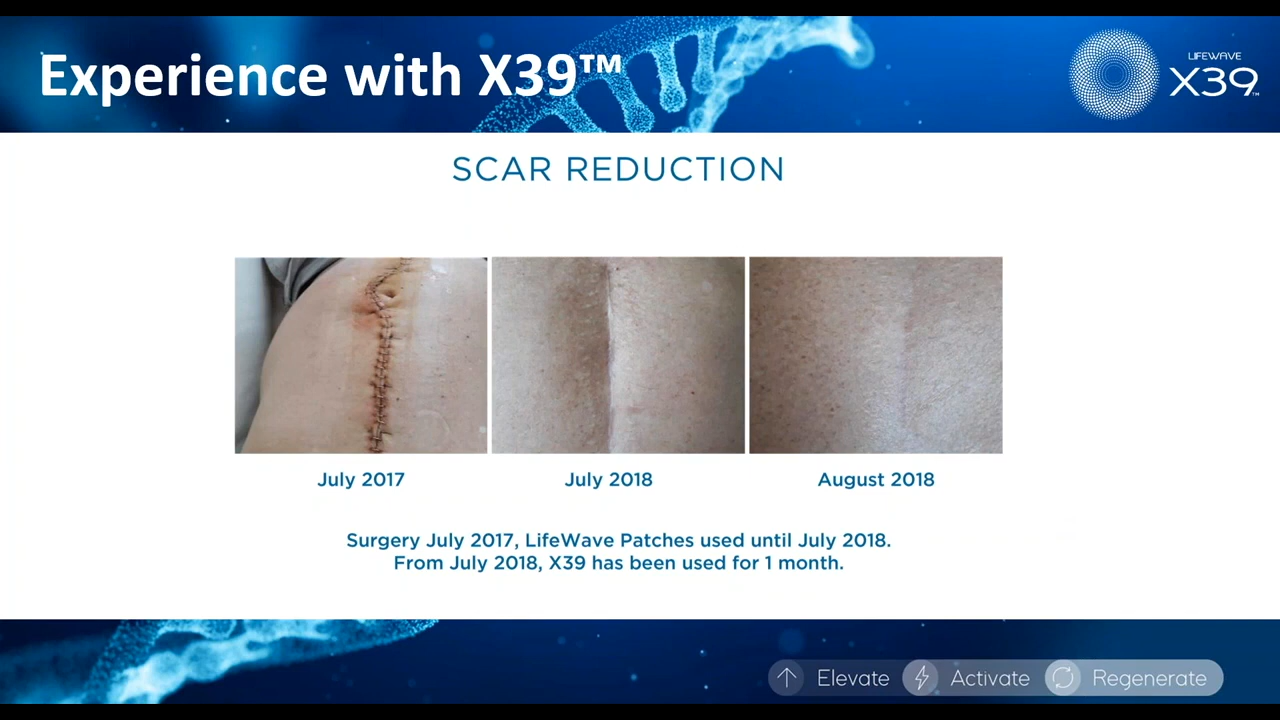 Experience with X39™
LIFEWAVE
X39™
SCAR REDUCTION
July 2017
July 2018
August 2018
Surgery July 2017, LifeWave Patches used until July 2018.
From July 2018, X39 has been used for 1 month.
Elevate
Activate
Regenerate